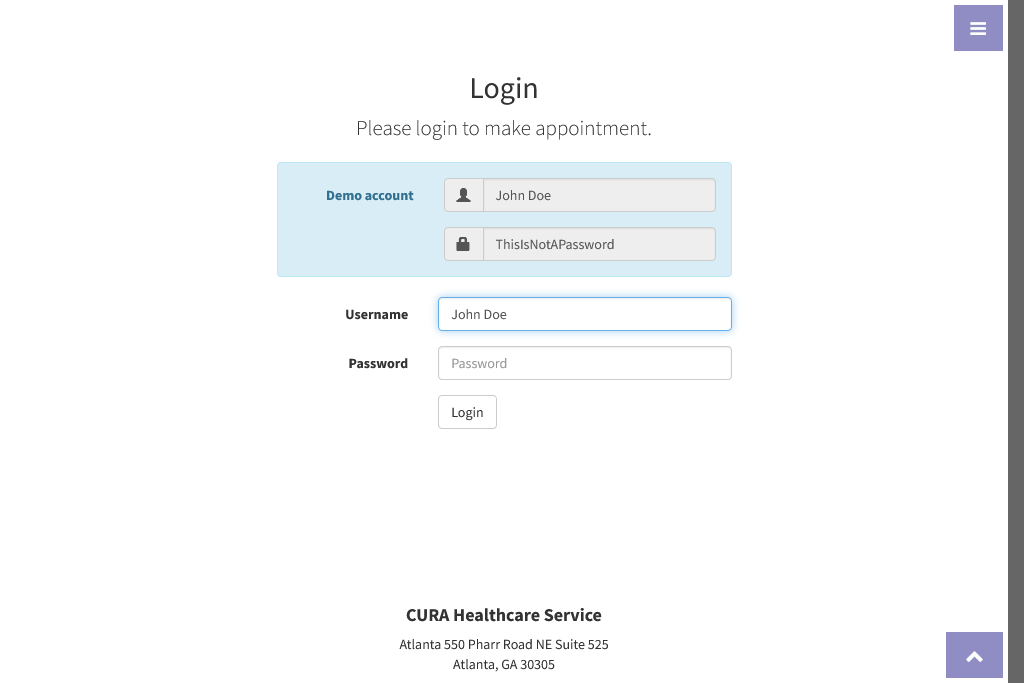 Login
Please login to make appointment.
Demo account
John Doe
ThisIsNotAPassword
Username
John Doe
Password
Password
Login
CURA Healthcare Service
Atlanta 550 Pharr Road NE Suite 525
Atlanta, GA 30305